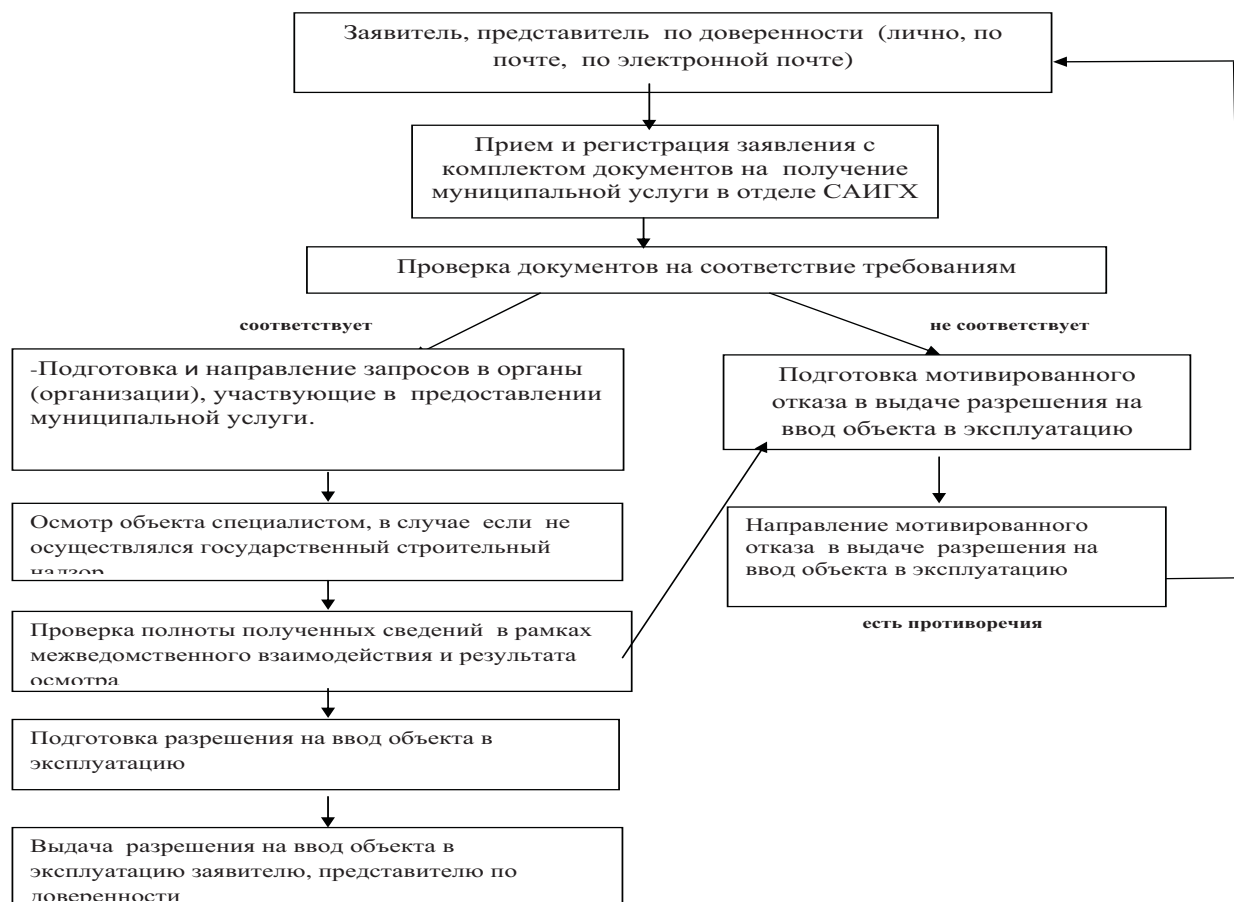 Заявитель, представитель по доверенности (лично, по
почте, по электронной почте)
Прием и регистрация заявления с
комплектом документов на получение
муниципальной услуги в отделе САИГХ
Проверка документов на соответствие требованиям
соответствует
не соответствует
-Подготовка и направление запросов в органы
(организации), участвующие в предоставлении
муниципальной услуги.
Подготовка мотивированного
отказа в выдаче разрешения на
ввод объекта в эксплуатацию
Осмотр объекта специалистом, в случае если не
осуществлялся государственный строительный
надзор
Направление мотивированного
отказа в выдаче разрешения на
ввод объекта в эксплуатацию
есть противоречия
Проверка полноты полученных сведений в рамках
межведомственного взаимодействия и результата
осмотра
Подготовка разрешения на ввод объекта в
эксплуатацию
Выдача разрешения на ввод объекта в
эксплуатацию заявителю, представителю по
доверенности